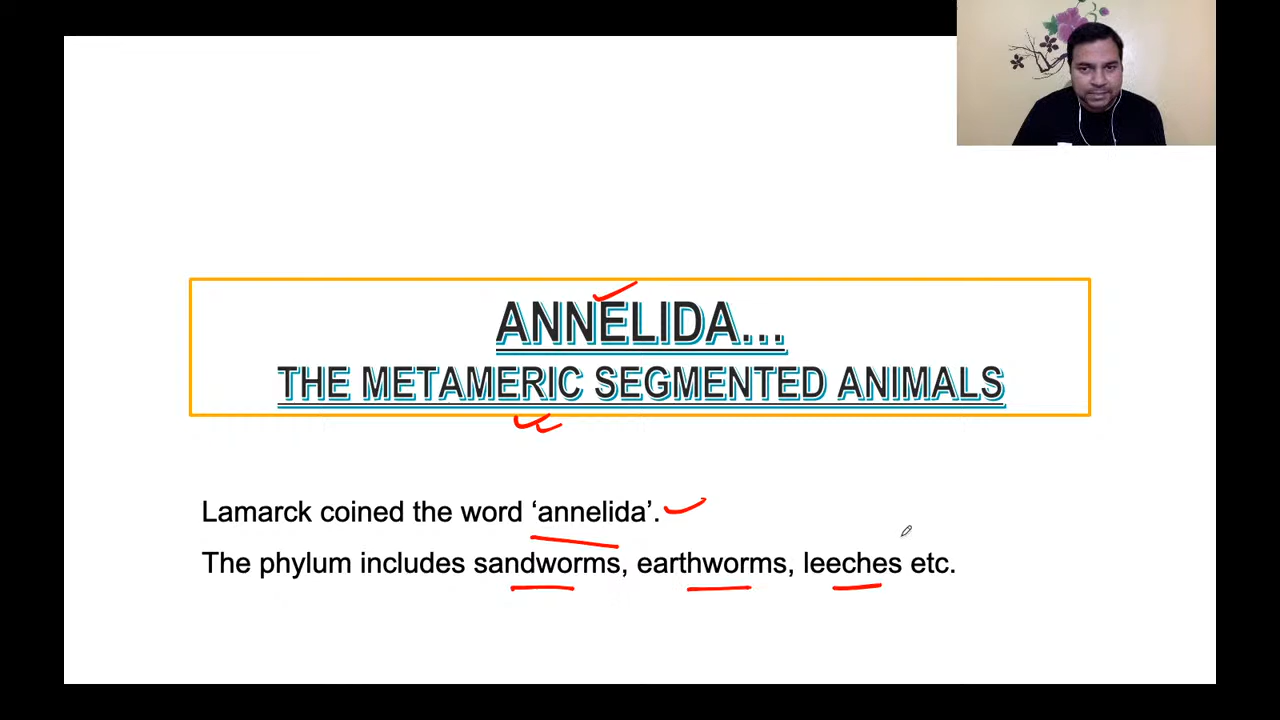 ANNELIDA...
THE METAMERIC SEGMENTED ANIMALS
Lamarck coined the word ‘annelida’.
The phylum includes sandworms, earthworms, leeches etc.